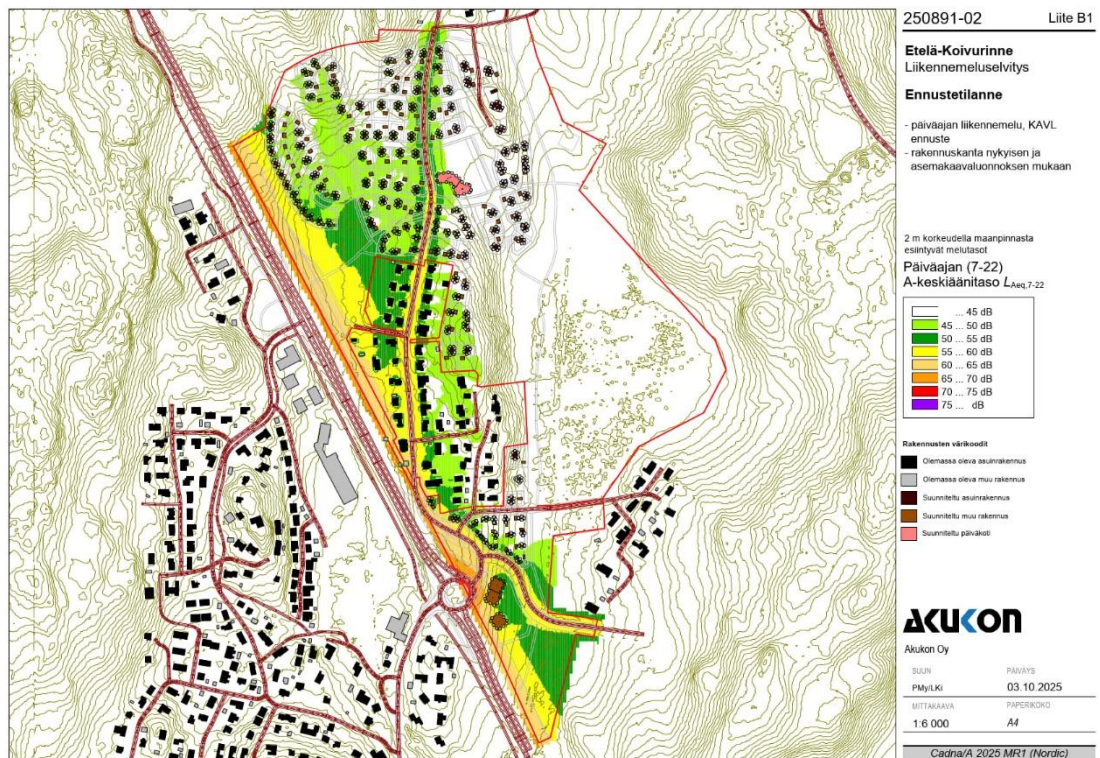 250891-02 Liite B1
Etelä-Koivurinne
Liikennemeluselvitys
Ennustetilanne
- päiväajan liikennemelu, KAVL
ennuste
- rakennuskanta nykyisen ja
asemakaavaluonnoksen mukaan
2 m korkeudella maanpinnasta
esiintyvät melutasot
Päiväajan (7-22)
A-keskiäänitaso LAeq,7-22
... 45 dB
45 ... 50 dB
50 ... 55 dB
55 ... 60 dB
60 ... 65 dB
65 ... 70 dB
70 ... 75 dB
75 ... dB
Rakennusten värikoodit
Olemassa oleva asuinrakennus
Olemassa oleva muu rakennus
Suunniteltu asuinrakennus
Suunniteltu muu rakennus
Suunniteltu päiväkoti
AKUKON
Akukon Oy
SUUN PÄIVÄYS
PMy/LKi 03.10.2025
MITTAKAAVA PAPERIKOKO
1:6 000 A4
Cadna/A 2025 MR1 (Nordic)